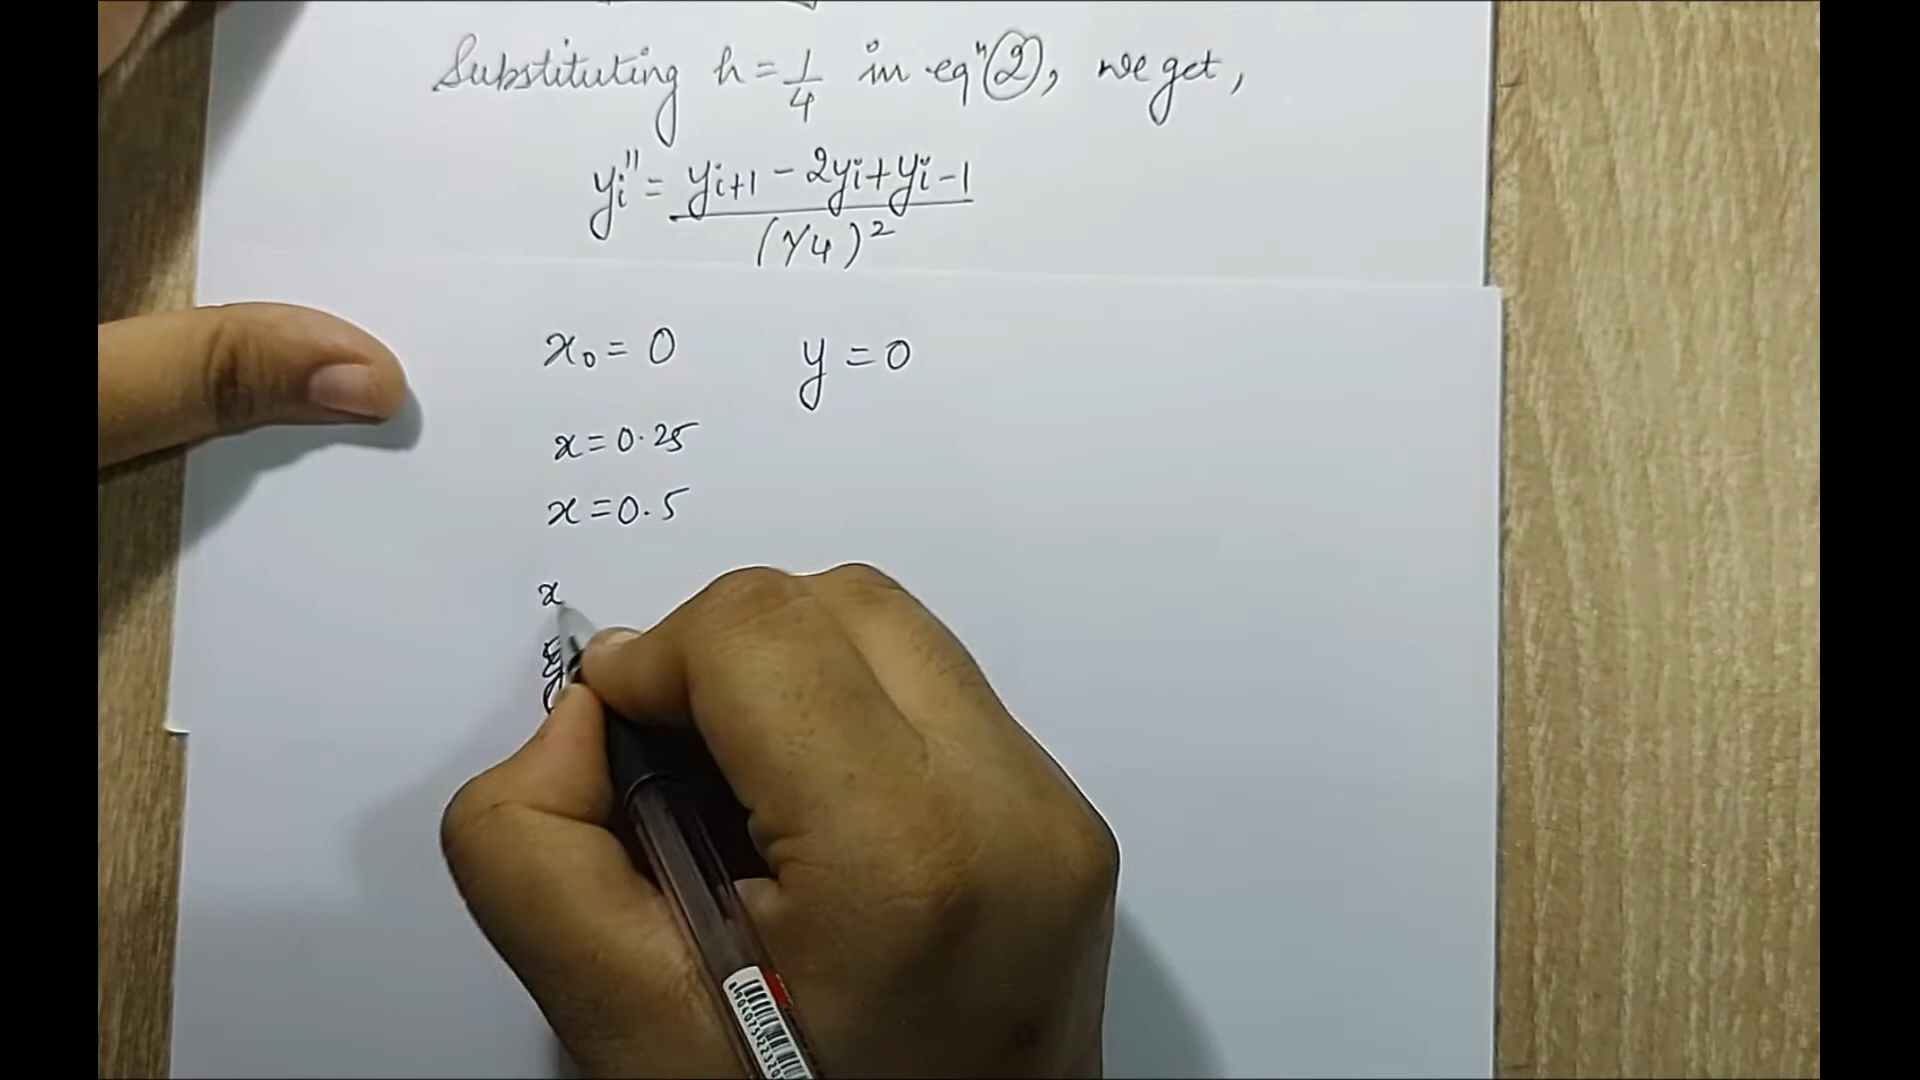 Substituting h = 1/4 in eqⁿ ②, we get,
yi'' = (yi+1 - 2yi + yi-1) / (1/4)²
x₀ = 0 y = 0
x = 0.25
x = 0.5
x